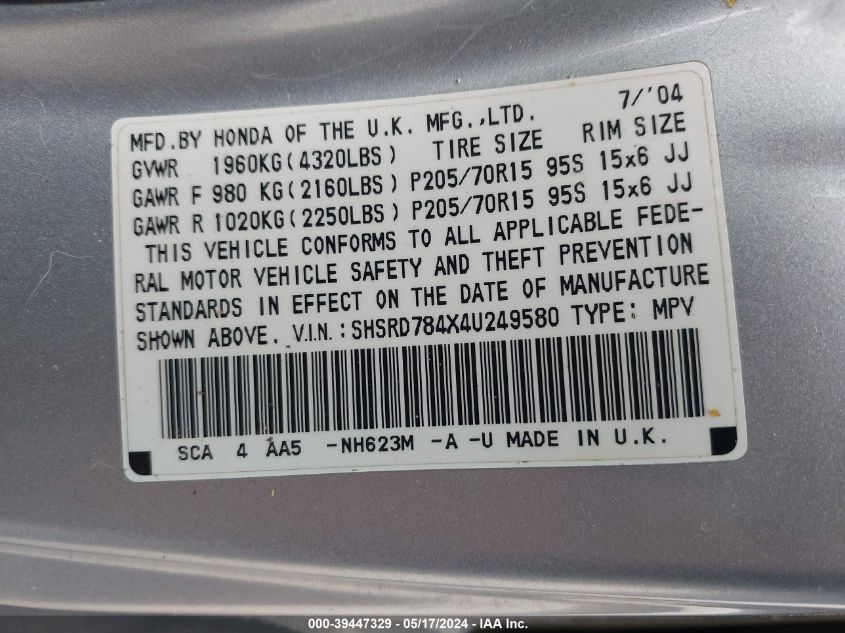 MFD.BY HONDA OF THE U.K. MFG.,LTD. 7/'04
GVWR 1960KG(4320LBS) TIRE SIZE RIM SIZE
GAWR F 980 KG(2160LBS) P205/70R15 95S 15x6 JJ
GAWR R 1020KG(2250LBS) P205/70R15 95S 15x6 JJ
THIS VEHICLE CONFORMS TO ALL APPLICABLE FEDE-
RAL MOTOR VEHICLE SAFETY AND THEFT PREVENTION
STANDARDS IN EFFECT ON THE DATE OF MANUFACTURE
SHOWN ABOVE. V.I.N.:SHSRD784X4U249580 TYPE: MPV
SCA 4 AA5 -NH623M -A -U MADE IN U.K.
000-39447329 - 05/17/2024 - IAA Inc.